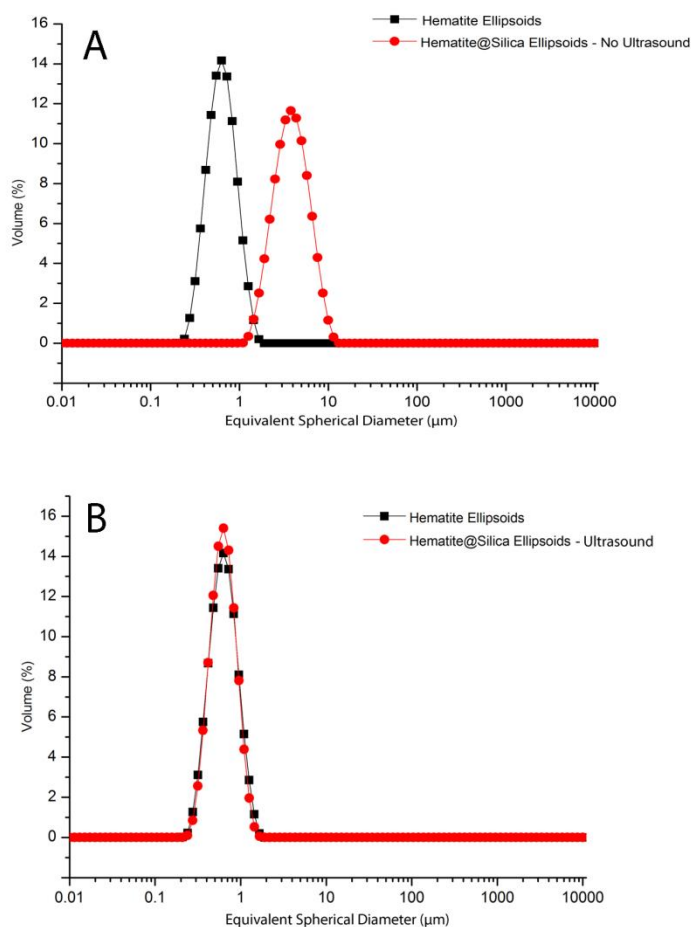 A
Hematite Ellipsoids
Hematite@Silica Ellipsoids - No Ultrasound
16
14
12
10
8
6
4
2
0
Volume (%)
0.01 0.1 1 10 100 1000 10000
Equivalent Spherical Diameter (µm)
B
Hematite Ellipsoids
Hematite@Silica Ellipsoids - Ultrasound
16
14
12
10
8
6
4
2
0
Volume (%)
0.01 0.1 1 10 100 1000 10000
Equivalent Spherical Diameter (µm)